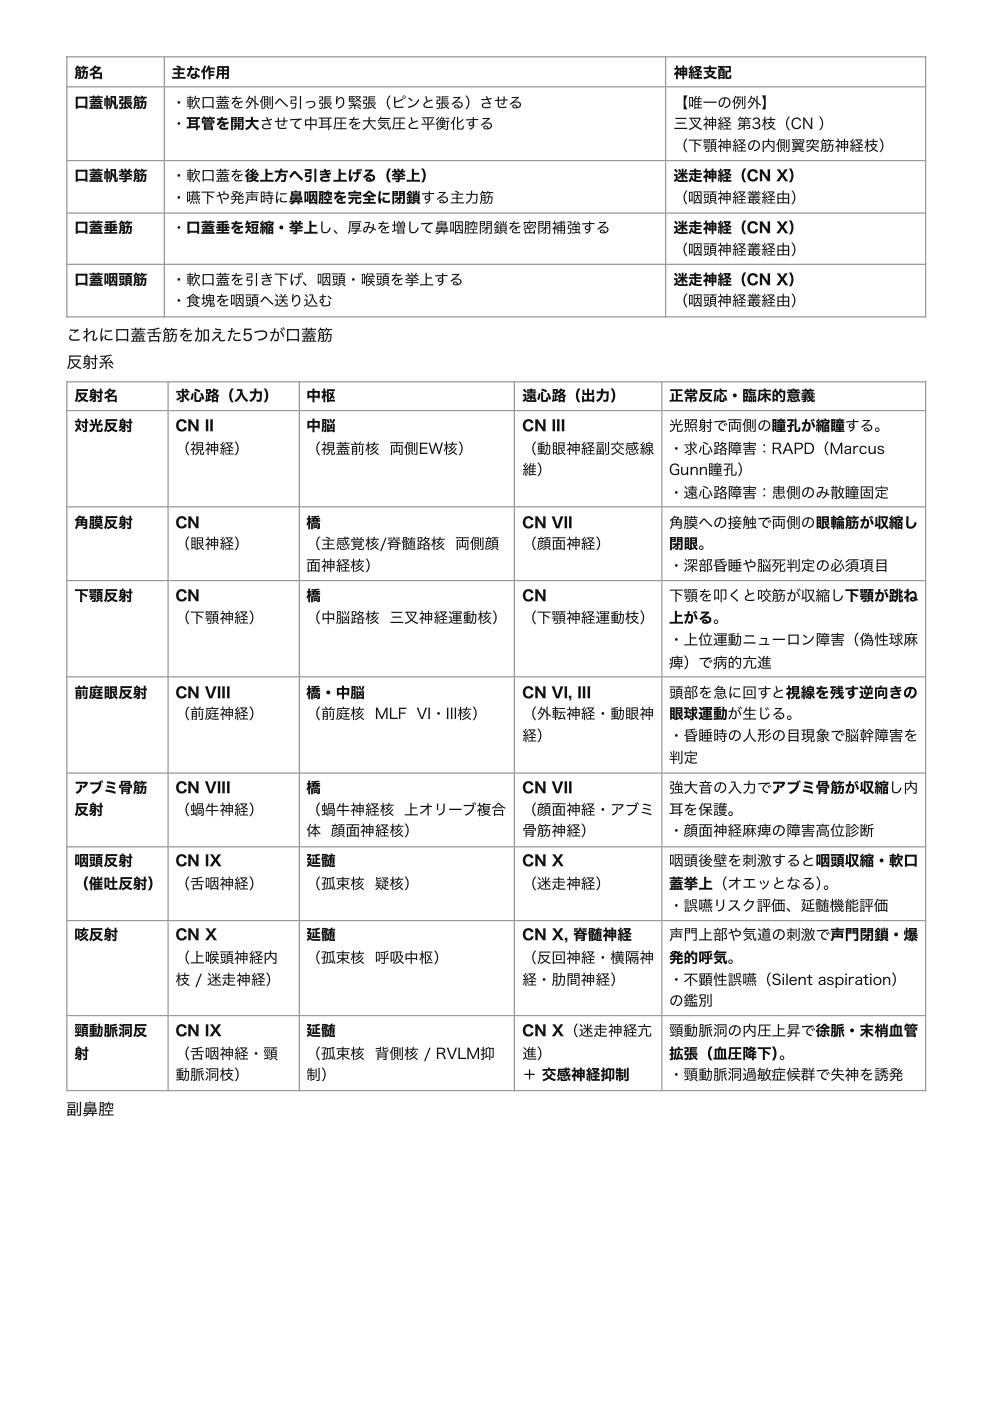 筋名 主な作用 神経支配
口蓋帆張筋 ・軟口蓋を外側へ引っ張り緊張（ピンと張る）させる 【唯一の例外】
・耳管を開大させて中耳圧を大気圧と平衡化する 三叉神経 第3枝（CN ）
（下顎神経の内側翼突筋神経枝）
口蓋帆挙筋 ・軟口蓋を後上方へ引き上げる（挙上） 迷走神経（CN X）
・嚥下や発声時に鼻咽腔を完全に閉鎖する主力筋 （咽頭神経叢経由）
口蓋垂筋 ・口蓋垂を短縮・挙上し、厚みを増して鼻咽腔閉鎖を密閉補強する 迷走神経（CN X）
（咽頭神経叢経由）
口蓋咽頭筋 ・軟口蓋を引き下げ、咽頭・喉頭を挙上する 迷走神経（CN X）
・食塊を咽頭へ送り込む （咽頭神経叢経由）
これに口蓋舌筋を加えた5つが口蓋筋
反射系
反射名 求心路（入力） 中枢 遠心路（出力） 正常反応・臨床的意義
対光反射 CN II 中脳 CN III 光照射で両側の瞳孔が縮瞳する。
（視神経） （視蓋前核 両側EW核） （動眼神経副交感線 ・求心路障害：RAPD（Marcus
維） Gunn瞳孔）
・遠心路障害：患側のみ散瞳固定
角膜反射 CN 橋 CN VII 角膜への接触で両側の眼輪筋が収縮し
（眼神経） （主感覚核/脊髄路核 両側顔 （顔面神経） 閉眼。
面神経核） ・深部昏睡や脳死判定の必須項目
下顎反射 CN 橋 CN 下顎を叩くと咬筋が収縮し下顎が跳ね
（下顎神経） （中脳路核 三叉神経運動核） （下顎神経運動枝） 上がる。
・上位運動ニューロン障害（偽性球麻
痺）で病的亢進
前庭眼反射 CN VIII 橋・中脳 CN VI, III 頭部を急に回すと視線を残す逆向きの
（前庭神経） （前庭核 MLF VI・III核） （外転神経・動眼神 眼球運動が生じる。
経） ・昏睡時の人形の目現象で脳幹障害を
判定
アブミ骨筋 CN VIII 橋 CN VII 強大音の入力でアブミ骨筋が収縮し内
反射 （蝸牛神経） （蝸牛神経核 上オリーブ複合 （顔面神経・アブミ 耳を保護。
体 顔面神経核） 骨筋神経） ・顔面神経麻痺の障害高位診断
咽頭反射 CN IX 延髄 CN X 咽頭後壁を刺激すると咽頭収縮・軟口
（催吐反射） （舌咽神経） （孤束核 疑核） （迷走神経） 蓋挙上（オエッとなる）。
・誤嚥リスク評価、延髄機能評価
咳反射 CN X 延髄 CN X, 脊髄神経 声門上部や気道の刺激で声門閉鎖・爆
（上喉頭神経内 （孤束核 呼吸中枢） （反回神経・横隔神 発的呼気。
枝 / 迷走神経） 経・肋間神経） ・不顕性誤嚥（Silent aspiration）
の鑑別
頸動脈洞反 CN IX 延髄 CN X（迷走神経亢 頸動脈洞の内圧上昇で徐脈・末梢血管
射 （舌咽神経・頸 （孤束核 背側核 / RVLM抑 進） 拡張（血圧降下）。
動脈洞枝） 制） ＋ 交感神経抑制 ・頸動脈洞過敏症候群で失神を誘発
副鼻腔